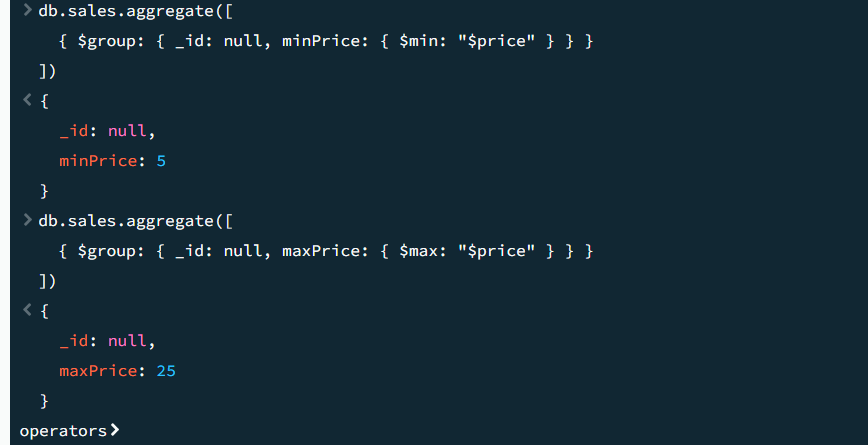 > db.sales.aggregate([
{ $group: { _id: null, minPrice: { $min: "$price" } } }
])
< {
_id: null,
minPrice: 5
}
> db.sales.aggregate([
{ $group: { _id: null, maxPrice: { $max: "$price" } } }
])
< {
_id: null,
maxPrice: 25
}
operators>